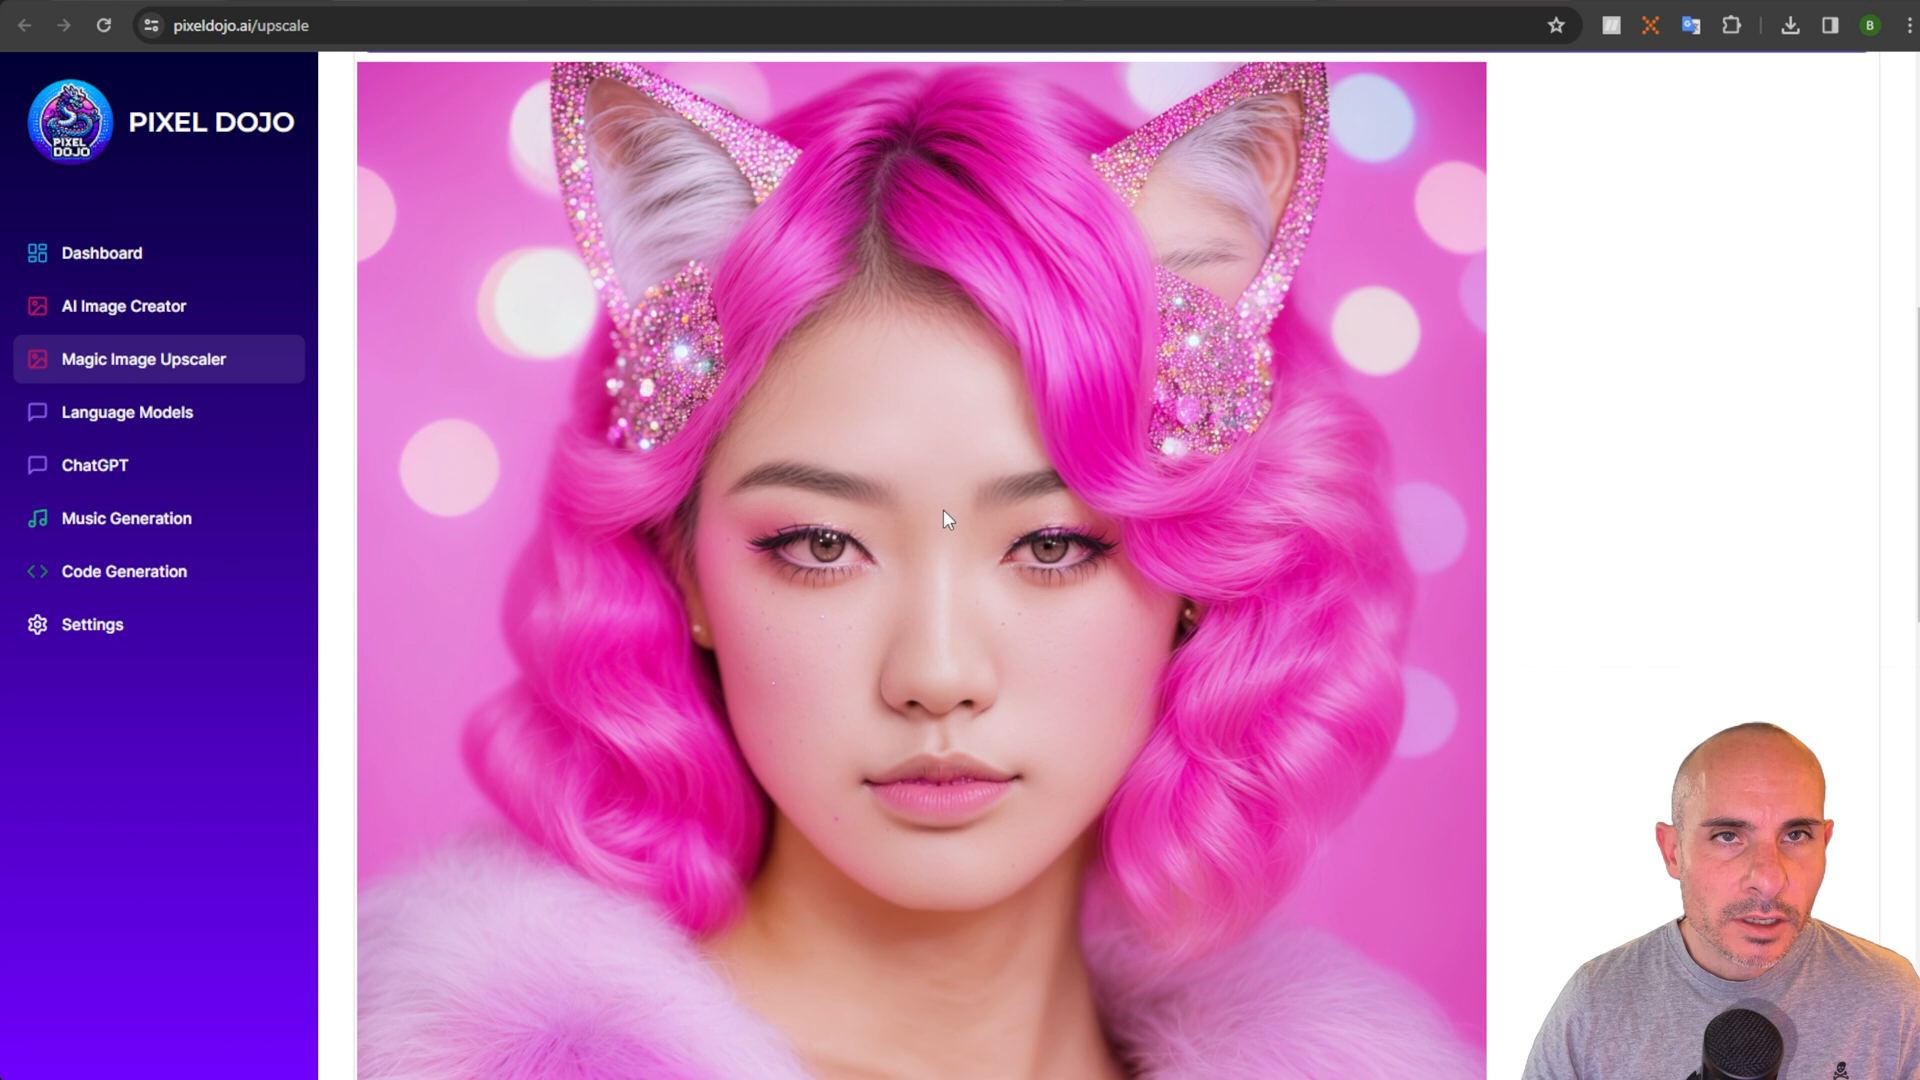 pixeldojo.ai/upscale
B
PIXEL DOJO
PIXEL
DOJO
Dashboard
AI Image Creator
Magic Image Upscaler
Language Models
ChatGPT
Music Generation
Code Generation
Settings